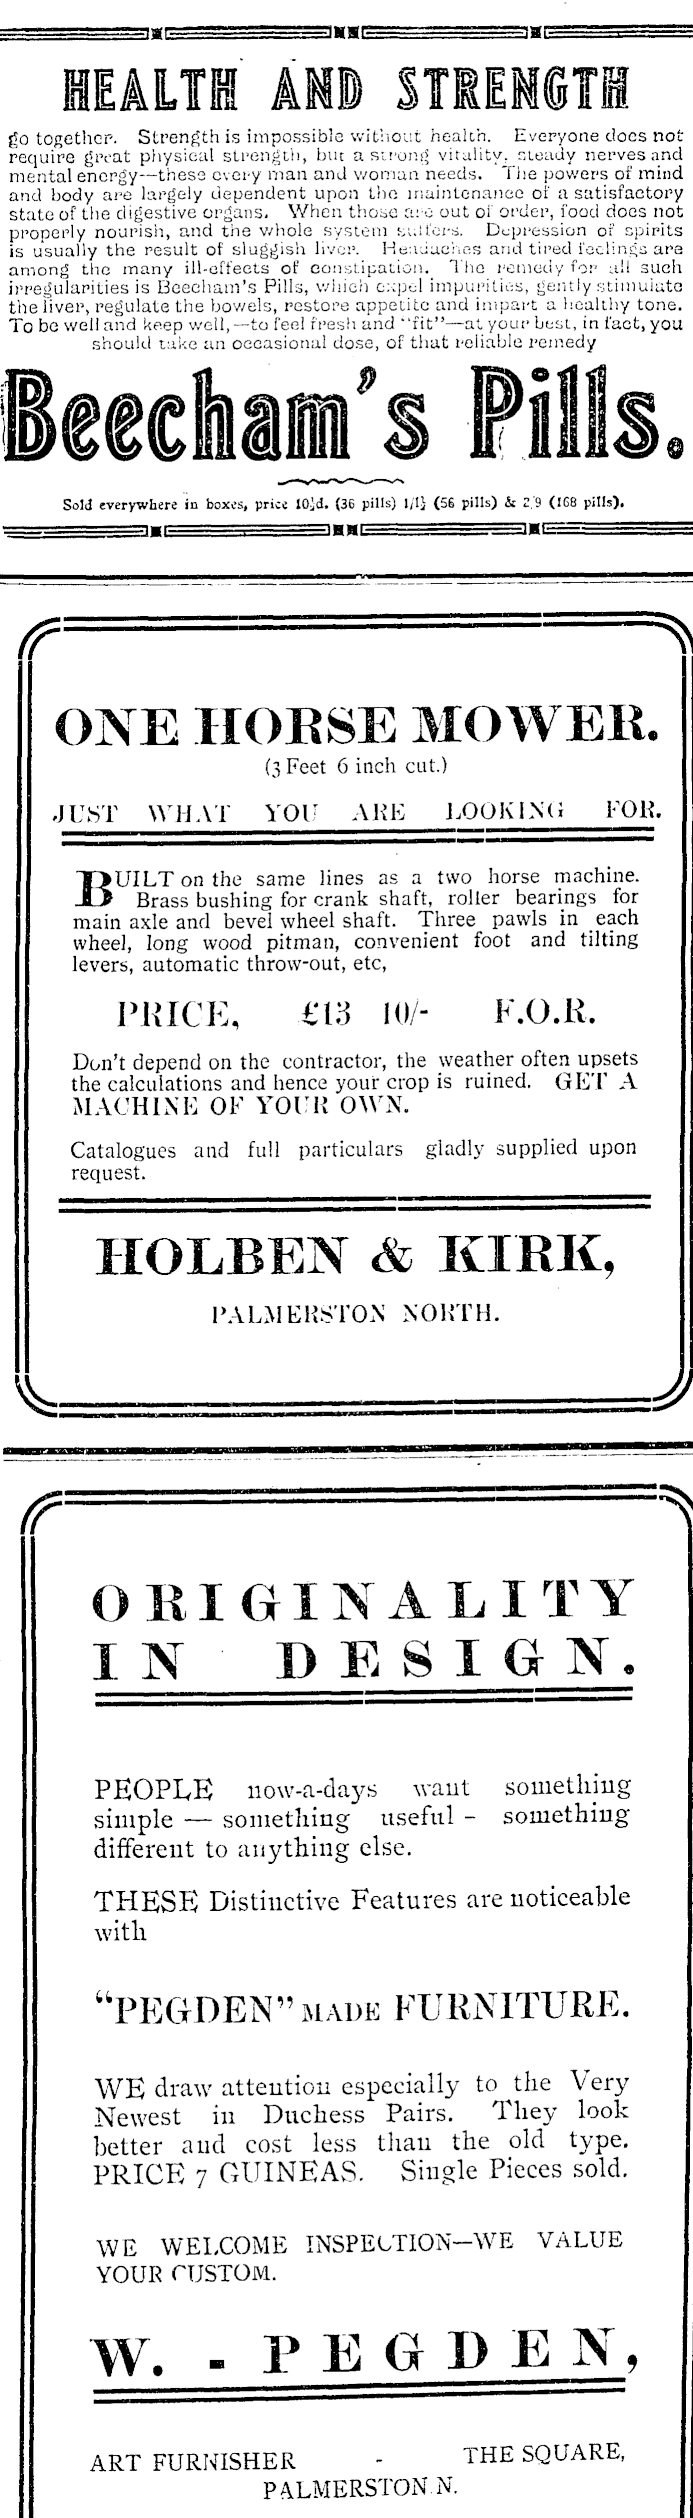 HEALTH AND STRENGTH
go together. Strength is impossible without health. Everyone does not
require great physical strength, but a strong vitality, steady nerves and
mental energy--these every man and woman needs. The powers of mind
and body are largely dependent upon the maintenance of a satisfactory
state of the digestive organs. When those are out of order, food does not
properly nourish, and the whole system suffers. Depression of spirits
is usually the result of sluggish liver. Headaches and tired feelings are
among the many ill-effects of constipation. The remedy for all such
irregularities is Beecham's Pills, which expel impurities, gently stimulate
the liver, regulate the bowels, restore appetite and impart a healthy tone.
To be well and keep well,—to feel fresh and "fit"—at your best, in fact, you
should take an occasional dose, of that reliable remedy
Beecham's Pills.
Sold everywhere in boxes, price 10½d. (36 pills) 1/1½ (56 pills) & 2/9 (168 pills).
ONE HORSE MOWER.
(3 Feet 6 inch cut.)
JUST WHAT YOU ARE LOOKING FOR.
BUILT on the same lines as a two horse machine.
Brass bushing for crank shaft, roller bearings for
main axle and bevel wheel shaft. Three pawls in each
wheel, long wood pitman, convenient foot and tilting
levers, automatic throw-out, etc,
PRICE, £13 10/- F.O.R.
Don't depend on the contractor, the weather often upsets
the calculations and hence your crop is ruined. GET A
MACHINE OF YOUR OWN.
Catalogues and full particulars gladly supplied upon
request.
HOLBEN & KIRK,
PALMERSTON NORTH.
ORIGINALITY
IN DESIGN.
PEOPLE now-a-days want something
simple — something useful - something
different to anything else.
THESE Distinctive Features are noticeable
with
"PEGDEN" MADE FURNITURE.
WE draw attention especially to the Very
Newest in Duchess Pairs. They look
better and cost less than the old type.
PRICE 7 GUINEAS. Single Pieces sold.
WE WELCOME INSPECTION—WE VALUE
YOUR CUSTOM.
W. - PEGDEN,
ART FURNISHER - THE SQUARE,
PALMERSTON N.